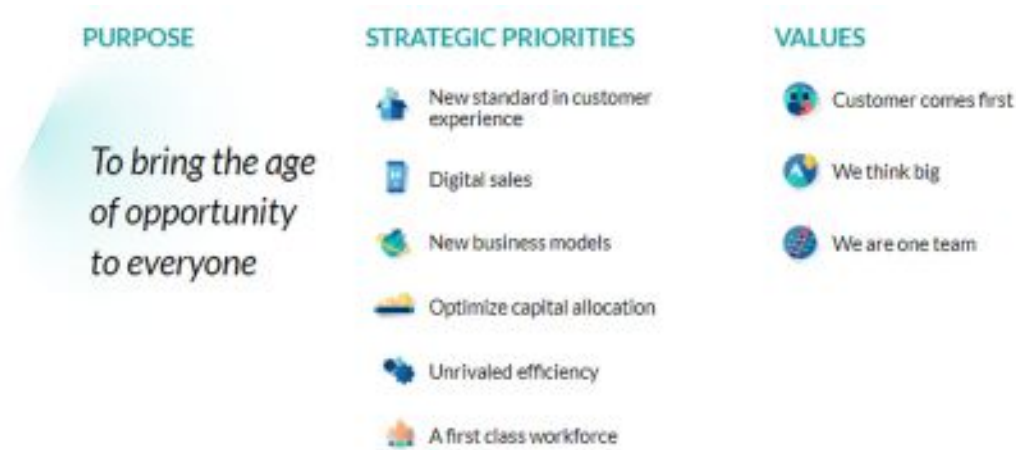 PURPOSE
To bring the age
of opportunity
to everyone
STRATEGIC PRIORITIES
New standard in customer
experience
Digital sales
New business models
Optimize capital allocation
Unrivaled efficiency
A first class workforce
VALUES
Customer comes first
We think big
We are one team